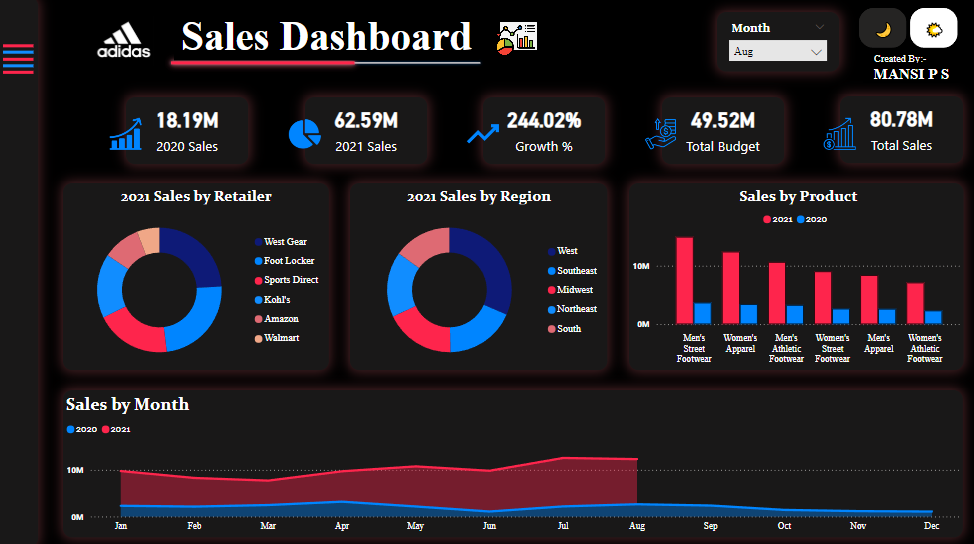 adidas
Sales Dashboard
Month
Aug
Created By:-
MANSI P S
18.19M
2020 Sales
62.59M
2021 Sales
244.02%
Growth %
49.52M
Total Budget
80.78M
Total Sales
2021 Sales by Retailer
West Gear
Foot Locker
Sports Direct
Kohl's
Amazon
Walmart
2021 Sales by Region
West
Southeast
Midwest
Northeast
South
Sales by Product
2021 2020
10M
0M
Men's Street Footwear
Women's Apparel
Men's Athletic Footwear
Women's Street Footwear
Men's Apparel
Women's Athletic Footwear
Sales by Month
2020 2021
10M
0M
Jan Feb Mar Apr May Jun Jul Aug Sep Oct Nov Dec